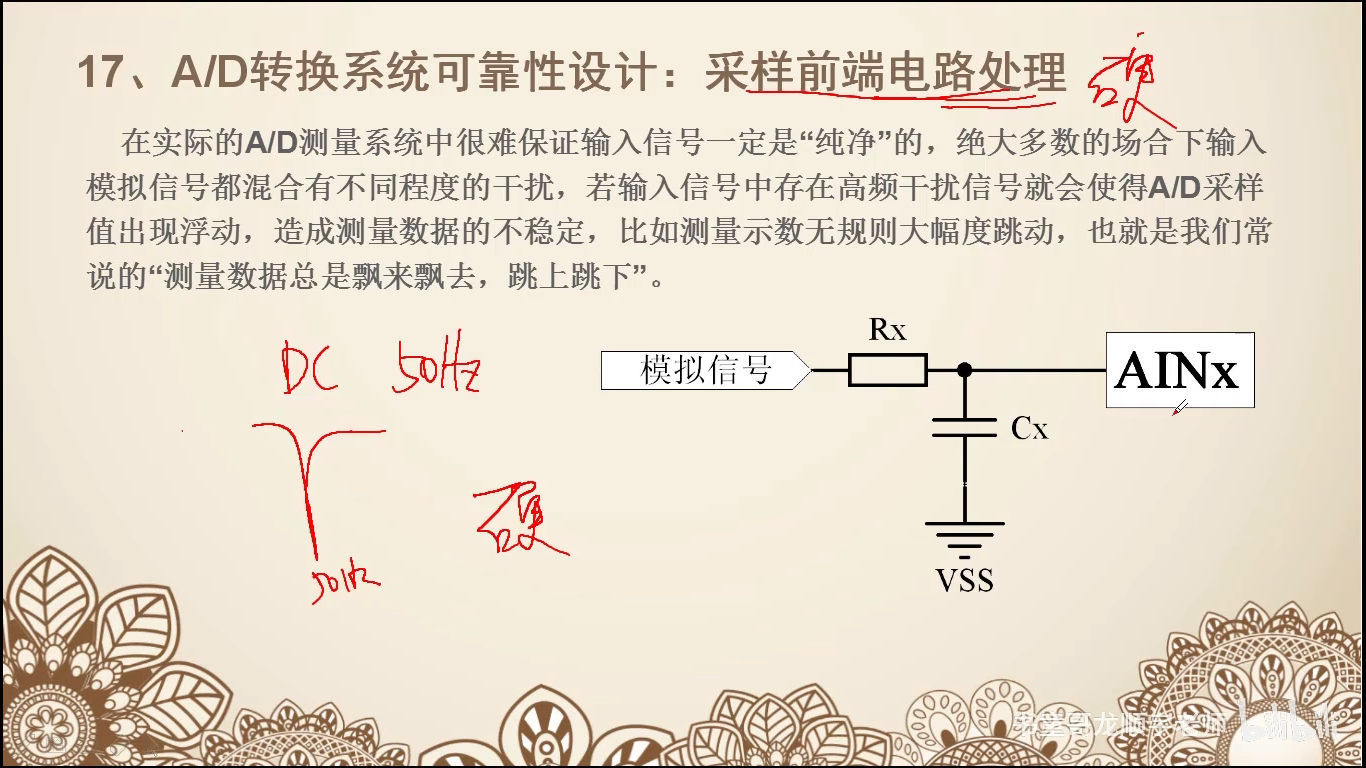 17、A/D转换系统可靠性设计：采样前端电路处理 硬
在实际的A/D测量系统中很难保证输入信号一定是“纯净”的，绝大多数的场合下输入
模拟信号都混合有不同程度的干扰，若输入信号中存在高频干扰信号就会使得A/D采样
值出现浮动，造成测量数据的不稳定，比如测量示数无规则大幅度跳动，也就是我们常
说的“测量数据总是飘来飘去，跳上跳下”。
DC 50Hz
Rx
模拟信号
AINx
Cx
硬
50Hz
VSS
龙顺宇老师 bilibili